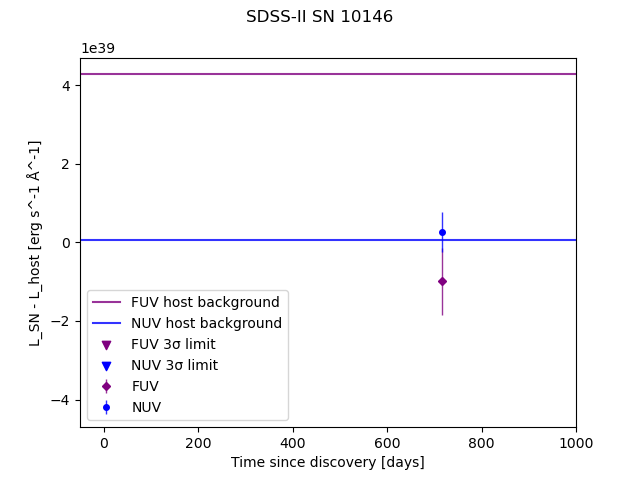 SDSS-II SN 10146
1e39
L_SN - L_host [erg s^-1 Å^-1]
4
2
0
−2
−4
FUV host background
NUV host background
FUV 3σ limit
NUV 3σ limit
FUV
NUV
0 200 400 600 800 1000
Time since discovery [days]